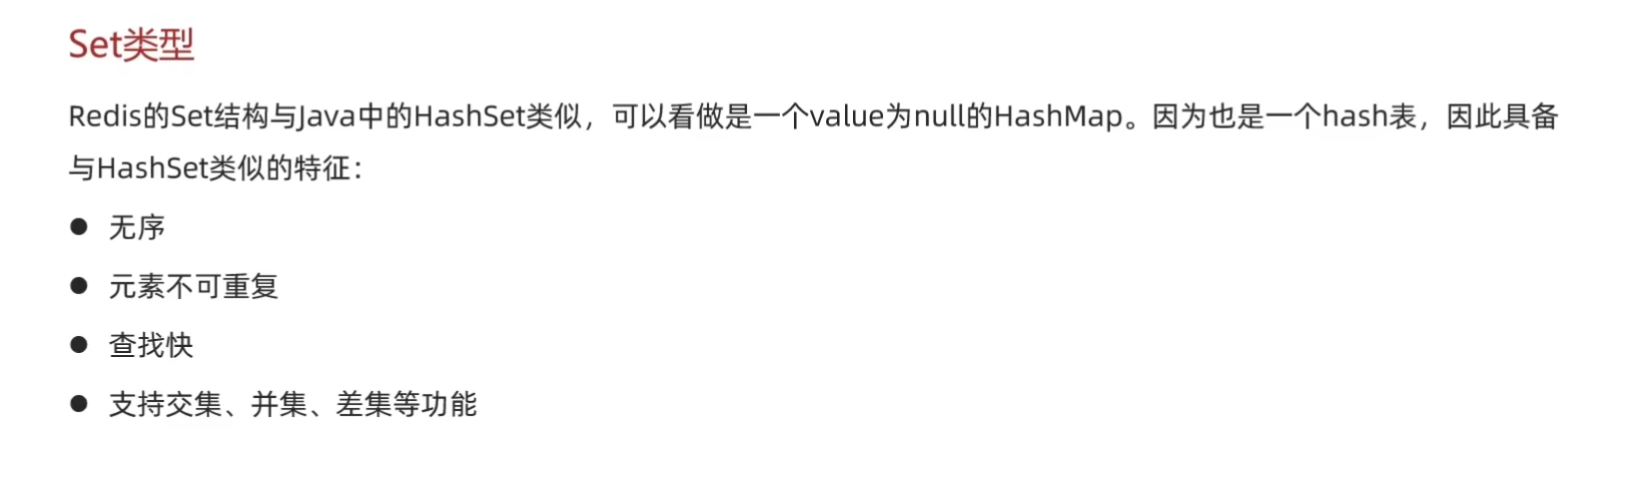 Set类型
Redis的Set结构与Java中的HashSet类似，可以看做是一个value为null的HashMap。因为也是一个hash表，因此具备
与HashSet类似的特征：
● 无序
● 元素不可重复
● 查找快
● 支持交集、并集、差集等功能